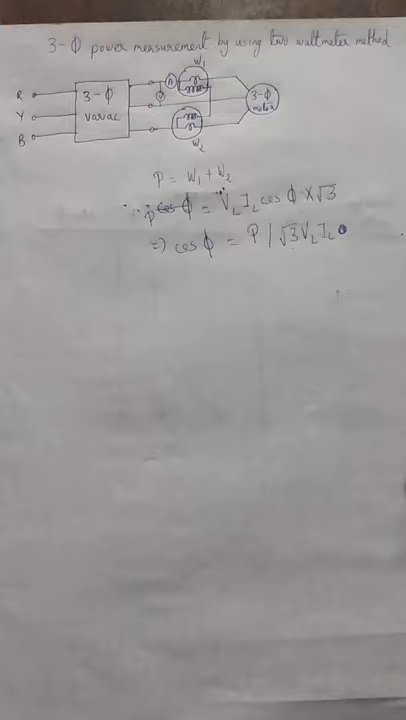 3-Φ power measurement by using two wattmeter method
W1
R
Y
B
3-Φ
variac
A
V
3-Φ
motor
W2
P = W1 + W2
∴ P = VL IL cos Φ × √3
=> cos Φ = P / √3 VL IL